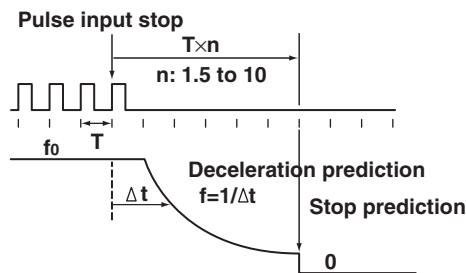 Pulse input stop
T×n
n: 1.5 to 10
T
f0
Deceleration prediction
Δt
f=1/Δt
Stop prediction
0